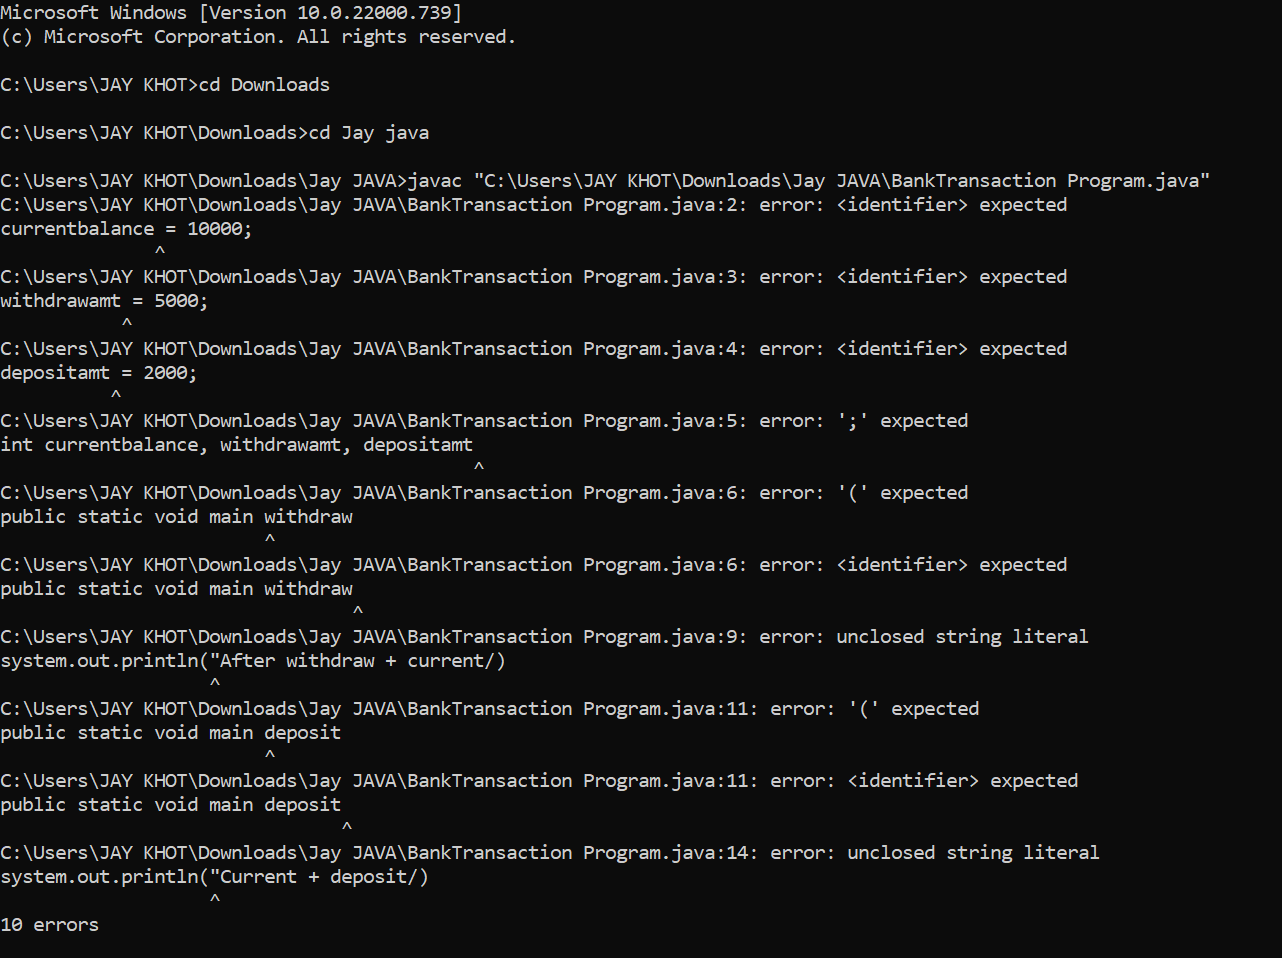 Microsoft Windows [Version 10.0.22000.739]
(c) Microsoft Corporation. All rights reserved.
C:\Users\JAY KHOT>cd Downloads
C:\Users\JAY KHOT\Downloads>cd Jay java
C:\Users\JAY KHOT\Downloads\Jay JAVA>javac "C:\Users\JAY KHOT\Downloads\Jay JAVA\BankTransaction Program.java"
C:\Users\JAY KHOT\Downloads\Jay JAVA\BankTransaction Program.java:2: error: <identifier> expected
currentbalance = 10000;
              ^
C:\Users\JAY KHOT\Downloads\Jay JAVA\BankTransaction Program.java:3: error: <identifier> expected
withdrawamt = 5000;
           ^
C:\Users\JAY KHOT\Downloads\Jay JAVA\BankTransaction Program.java:4: error: <identifier> expected
depositamt = 2000;
          ^
C:\Users\JAY KHOT\Downloads\Jay JAVA\BankTransaction Program.java:5: error: ';' expected
int currentbalance, withdrawamt, depositamt
                                           ^
C:\Users\JAY KHOT\Downloads\Jay JAVA\BankTransaction Program.java:6: error: '(' expected
public static void main withdraw
                        ^
C:\Users\JAY KHOT\Downloads\Jay JAVA\BankTransaction Program.java:6: error: <identifier> expected
public static void main withdraw
                                ^
C:\Users\JAY KHOT\Downloads\Jay JAVA\BankTransaction Program.java:9: error: unclosed string literal
system.out.println("After withdraw + current/)
                   ^
C:\Users\JAY KHOT\Downloads\Jay JAVA\BankTransaction Program.java:11: error: '(' expected
public static void main deposit
                        ^
C:\Users\JAY KHOT\Downloads\Jay JAVA\BankTransaction Program.java:11: error: <identifier> expected
public static void main deposit
                               ^
C:\Users\JAY KHOT\Downloads\Jay JAVA\BankTransaction Program.java:14: error: unclosed string literal
system.out.println("Current + deposit/)
                   ^
10 errors